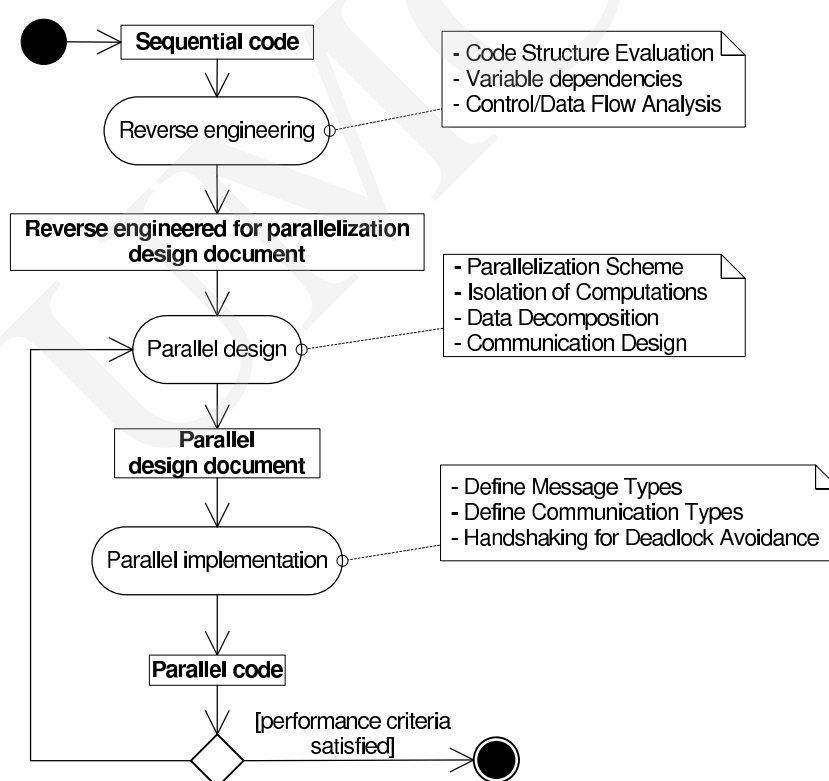 Sequential code
- Code Structure Evaluation
- Variable dependencies
- Control/Data Flow Analysis
Reverse engineering
Reverse engineered for parallelization
design document
- Parallelization Scheme
- Isolation of Computations
- Data Decomposition
- Communication Design
Parallel design
Parallel
design document
- Define Message Types
- Define Communication Types
- Handshaking for Deadlock Avoidance
Parallel implementation
Parallel code
[performance criteria
satisfied]